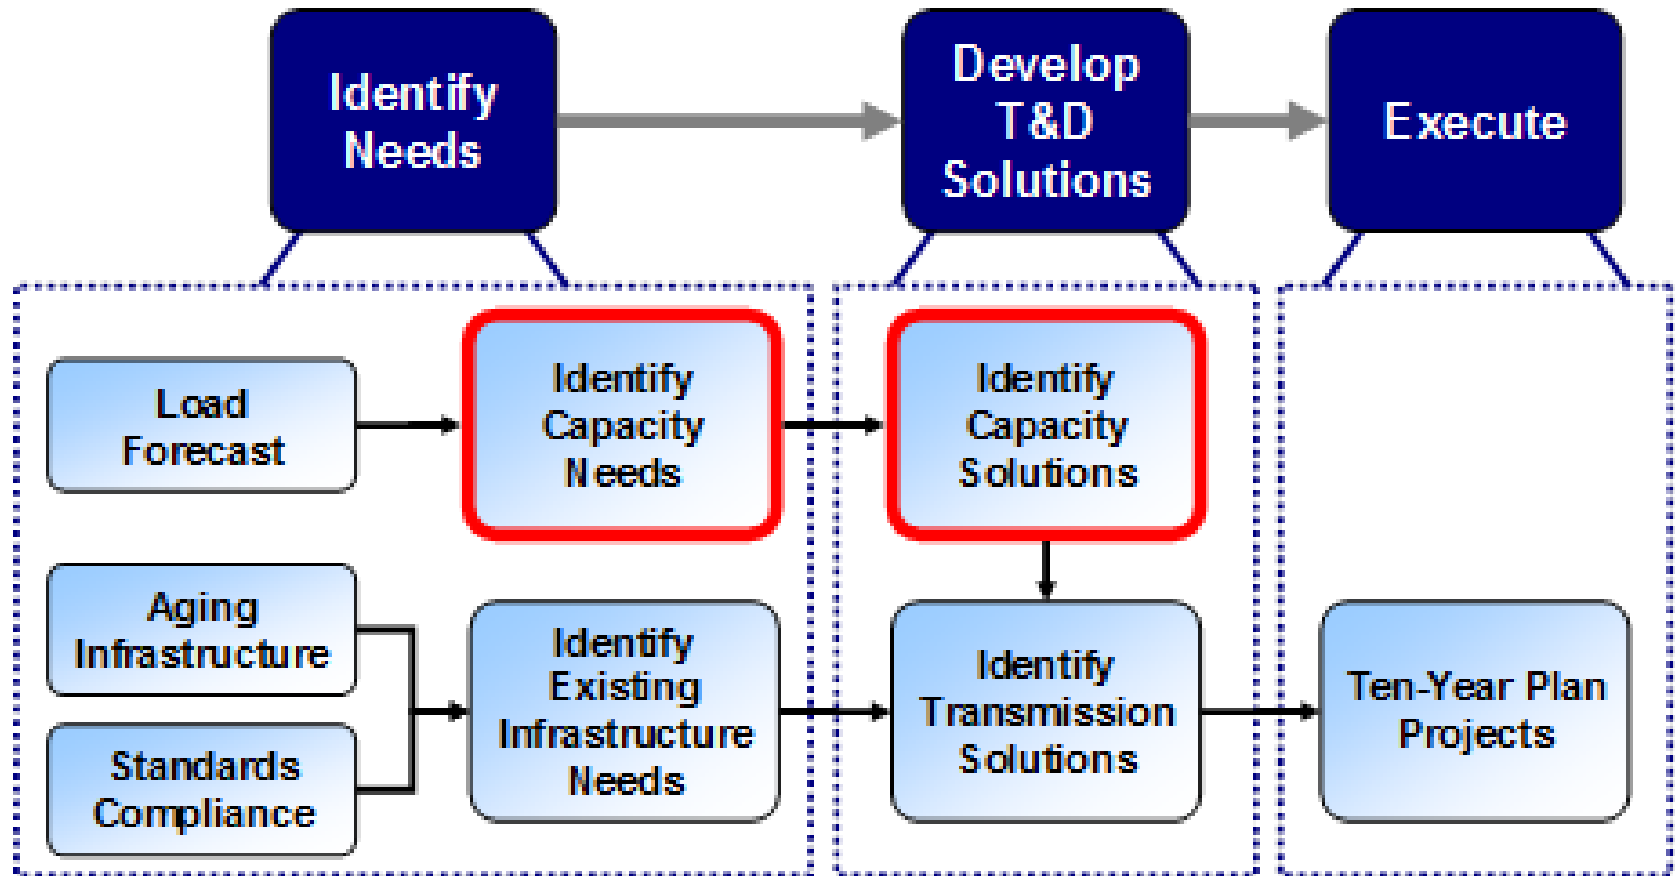 Identify
Needs
Develop
T&D
Solutions
Execute
Load
Forecast
Identify
Capacity
Needs
Identify
Capacity
Solutions
Aging
Infrastructure
Standards
Compliance
Identify
Existing
Infrastructure
Needs
Identify
Transmission
Solutions
Ten-Year Plan
Projects